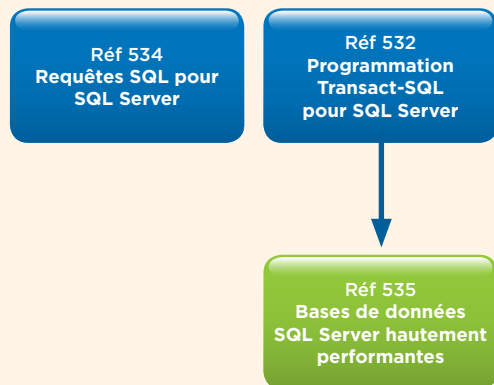 Réf 534
Requêtes SQL pour
SQL Server
Réf 532
Programmation
Transact-SQL
pour SQL Server
Réf 535
Bases de données
SQL Server hautement
performantes